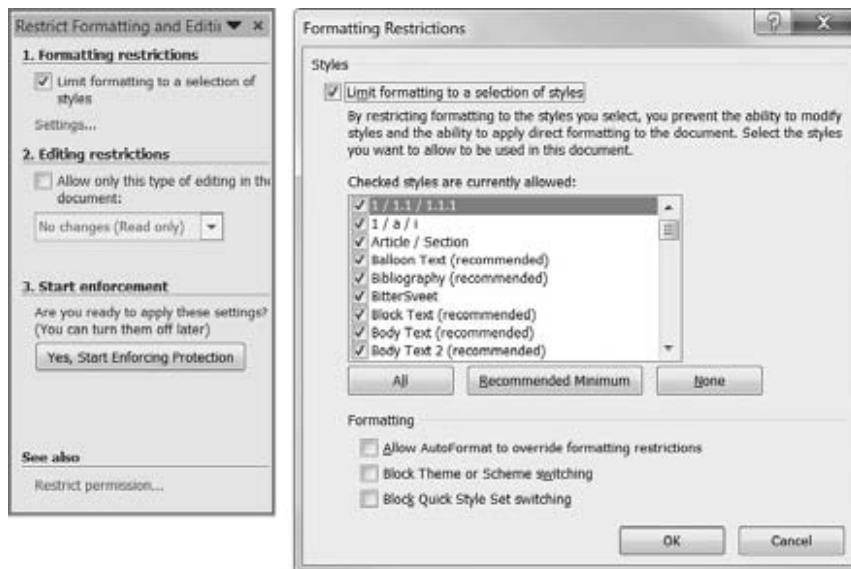 Restrict Formatting and Editi
1. Formatting restrictions
Limit formatting to a selection of
styles
Settings...
2. Editing restrictions
Allow only this type of editing in the
document:
No changes (Read only)
3. Start enforcement
Are you ready to apply these settings?
(You can turn them off later)
Yes, Start Enforcing Protection
See also
Restrict permission...
Formatting Restrictions
Styles
Limit formatting to a selection of styles
By restricting formatting to the styles you select, you prevent the ability to modify
styles and the ability to apply direct formatting to the document. Select the styles
you want to allow to be used in this document.
Checked styles are currently allowed:
1 / 1.1 / 1.1.1
1 / a / i
Article / Section
Balloon Text (recommended)
Bibliography (recommended)
BitterSweet
Block Text (recommended)
Body Text (recommended)
Body Text 2 (recommended)
All
Recommended Minimum
None
Formatting
Allow AutoFormat to override formatting restrictions
Block Theme or Scheme switching
Block Quick Style Set switching
OK
Cancel